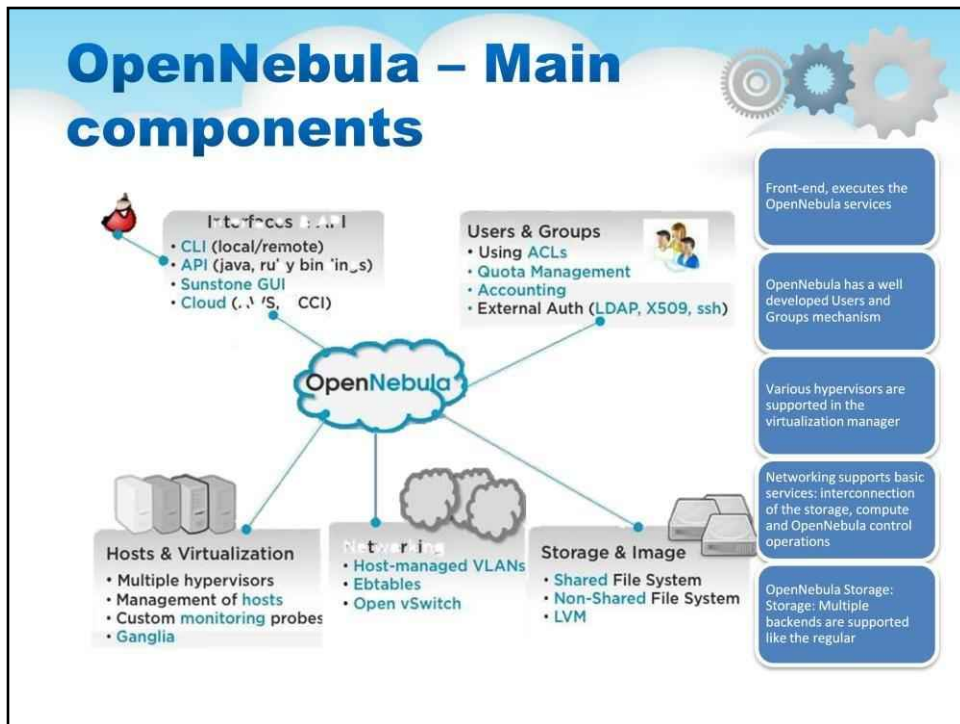 OpenNebula – Main
components
• CLI (local/remote)
• API (java,
• Sunstone GUI
• Cloud
Users & Groups
• Using ACLs
• Quota Management
• Accounting
• External Auth (LDAP, X509, ssh)
OpenNebula
Hosts & Virtualization
• Multiple hypervisors
• Management of hosts
• Custom monitoring probes
• Ganglia
• Host-managed VLANs
• Ebtables
• Open vSwitch
Storage & Image
• Shared File System
• Non-Shared File System
• LVM
Front-end, executes the
OpenNebula services
OpenNebula has a well
developed Users and
Groups mechanism
Various hypervisors are
supported in the
virtualization manager
Networking supports basic
services: interconnection
of the storage, compute
and OpenNebula control
operations
OpenNebula Storage:
Storage: Multiple
backends are supported
like the regular